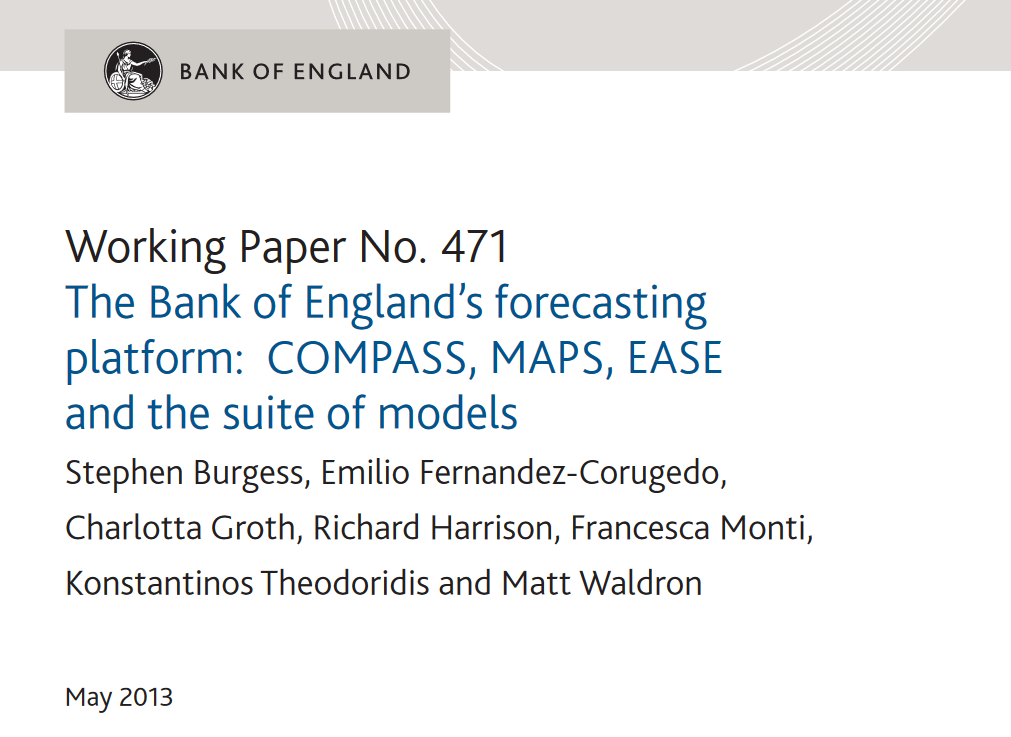 BANK OF ENGLAND
Working Paper No. 471
The Bank of England’s forecasting
platform:  COMPASS, MAPS, EASE
and the suite of models
Stephen Burgess, Emilio Fernandez-Corugedo,
Charlotta Groth, Richard Harrison, Francesca Monti,
Konstantinos Theodoridis and Matt Waldron
May 2013